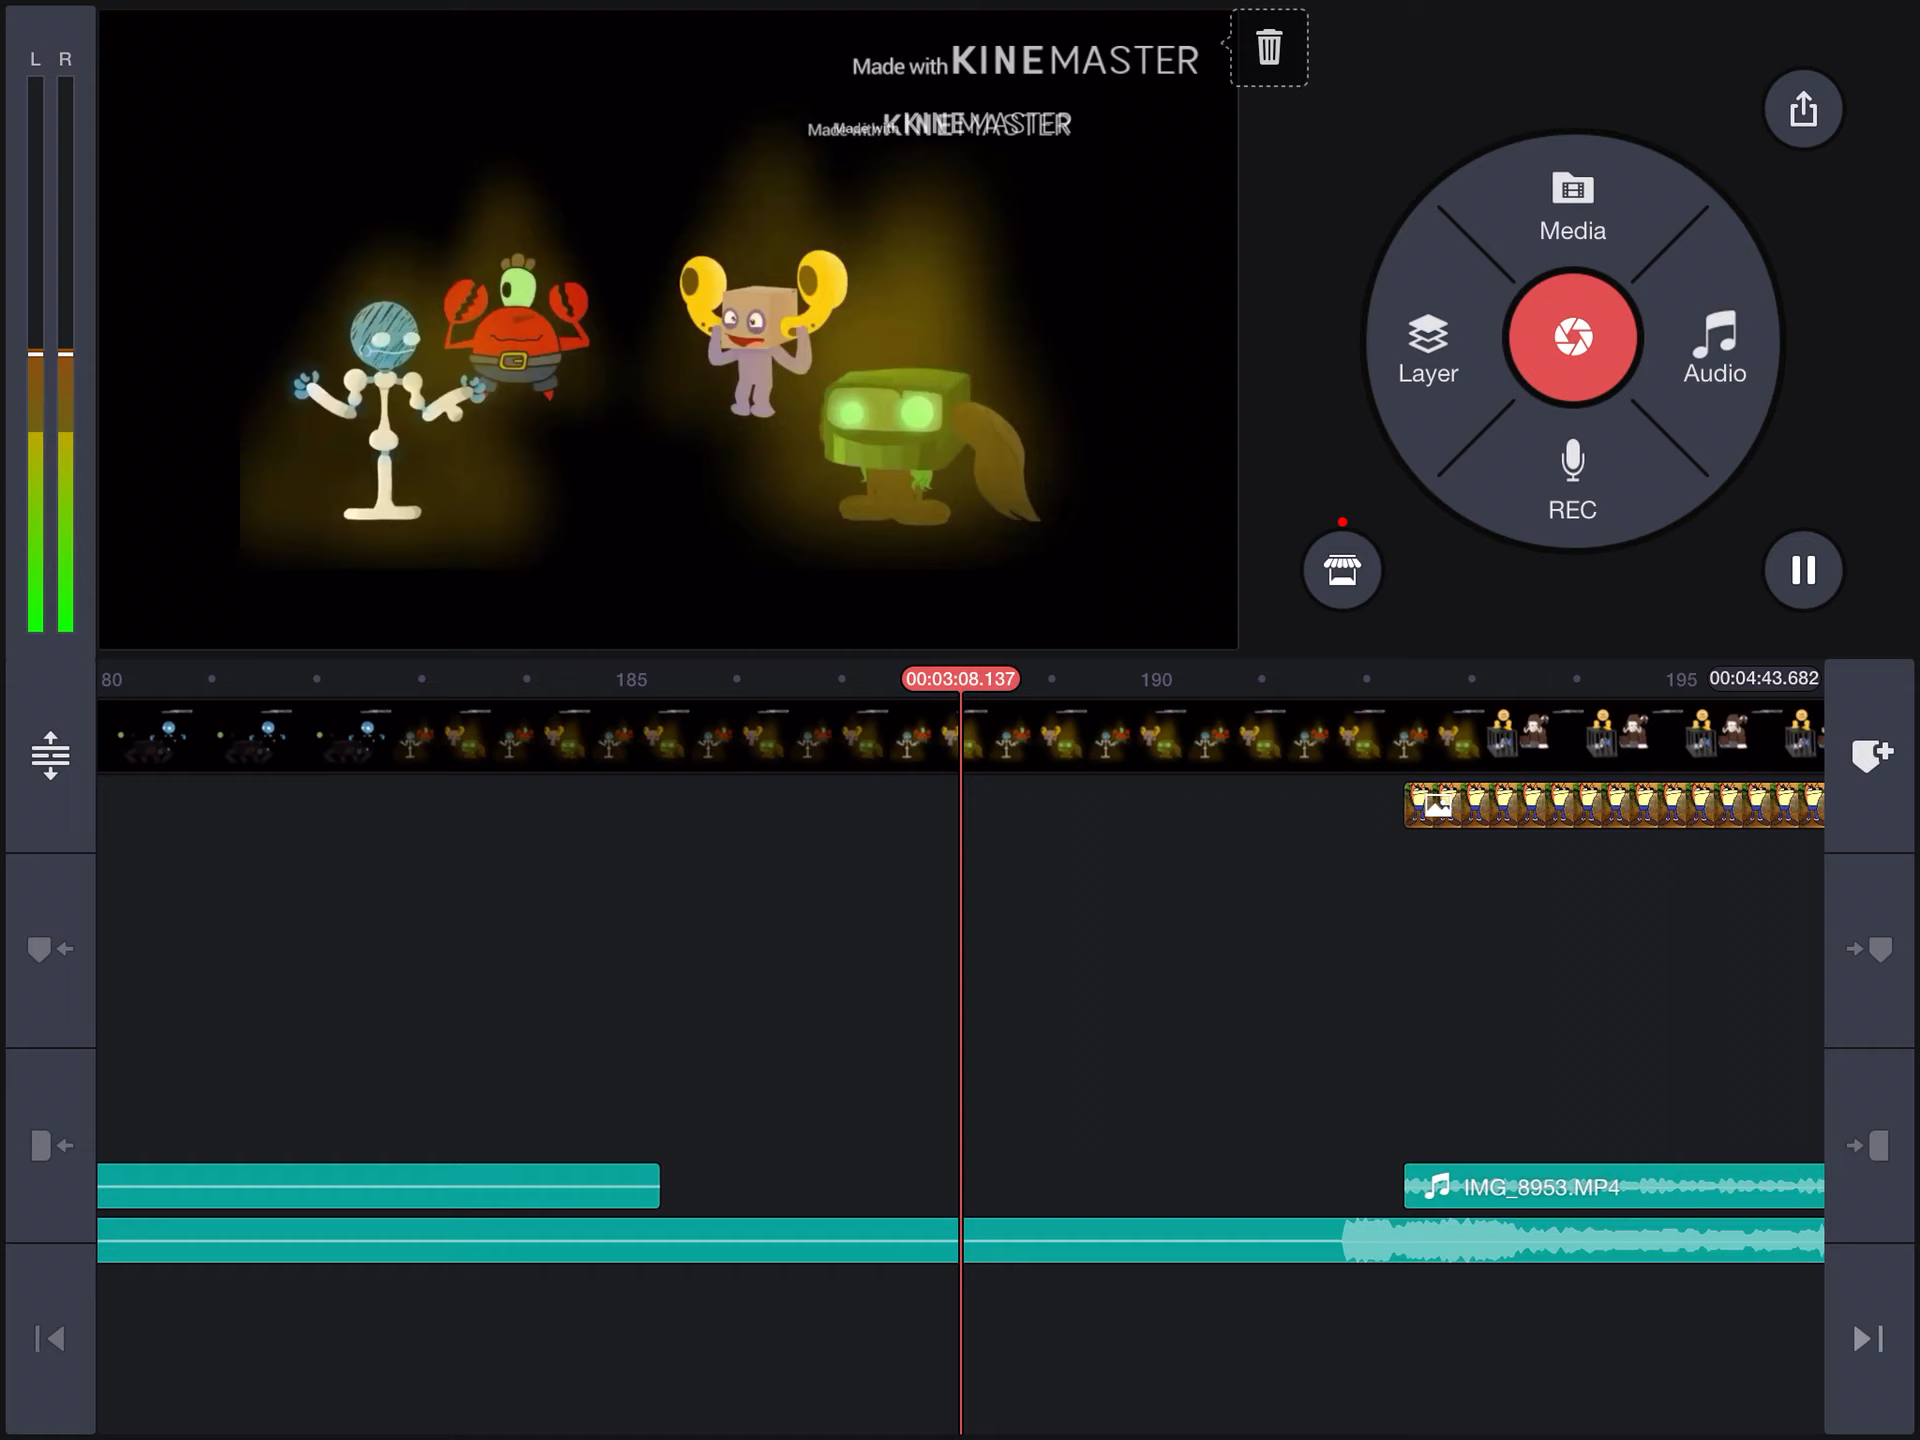 L R
Made with KINEMASTER
Made with KINEMASTER
Media
Layer
Audio
REC
80
185
00:03:08.137
190
195
00:04:43.682
IMG_8953.MP4